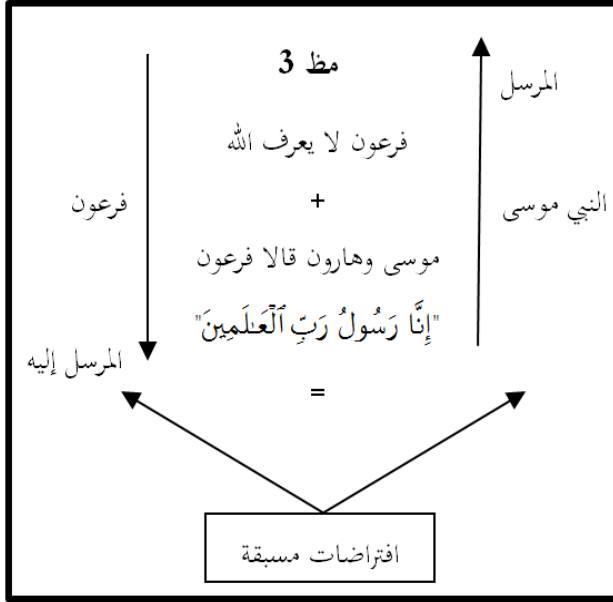 مظ 3
المرسل
فرعون لا يعرف الله
النبي موسى
+
فرعون
موسى وهارون قالا فرعون
"إِنَّا رَسُولُ رَبِّ ٱلۡعَـٰلَمِينَ"
المرسل إليه
=
افتراضات مسبقة